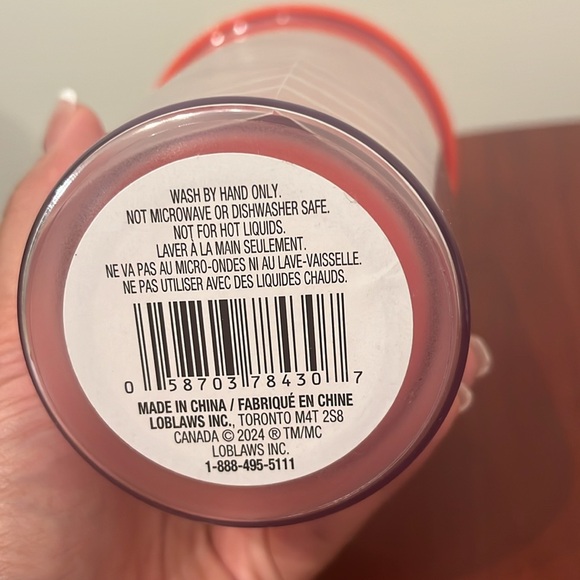 WASH BY HAND ONLY.
NOT MICROWAVE OR DISHWASHER SAFE.
NOT FOR HOT LIQUIDS.
LAVER À LA MAIN SEULEMENT.
NE VA PAS AU MICRO-ONDES NI AU LAVE-VAISSELLE.
NE PAS UTILISER AVEC DES LIQUIDES CHAUDS.
0 58703 78430 7
MADE IN CHINA / FABRIQUÉ EN CHINE
LOBLAWS INC., TORONTO M4T 2S8
CANADA © 2024 ® TM/MC
LOBLAWS INC.
1-888-495-5111